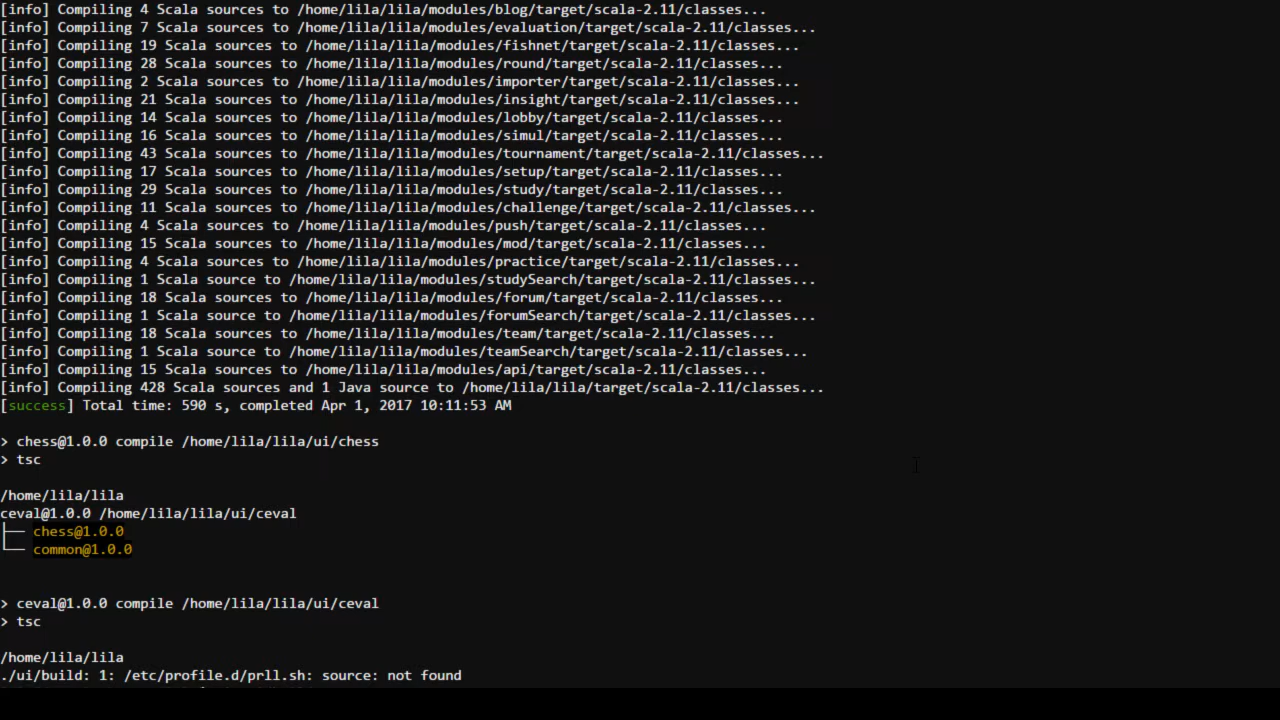 [info] Compiling 4 Scala sources to /home/lila/lila/modules/blog/target/scala-2.11/classes...
[info] Compiling 7 Scala sources to /home/lila/lila/modules/evaluation/target/scala-2.11/classes...
[info] Compiling 19 Scala sources to /home/lila/lila/modules/fishnet/target/scala-2.11/classes...
[info] Compiling 28 Scala sources to /home/lila/lila/modules/round/target/scala-2.11/classes...
[info] Compiling 2 Scala sources to /home/lila/lila/modules/importer/target/scala-2.11/classes...
[info] Compiling 21 Scala sources to /home/lila/lila/modules/insight/target/scala-2.11/classes...
[info] Compiling 14 Scala sources to /home/lila/lila/modules/lobby/target/scala-2.11/classes...
[info] Compiling 16 Scala sources to /home/lila/lila/modules/simul/target/scala-2.11/classes...
[info] Compiling 43 Scala sources to /home/lila/lila/modules/tournament/target/scala-2.11/classes...
[info] Compiling 17 Scala sources to /home/lila/lila/modules/setup/target/scala-2.11/classes...
[info] Compiling 29 Scala sources to /home/lila/lila/modules/study/target/scala-2.11/classes...
[info] Compiling 11 Scala sources to /home/lila/lila/modules/challenge/target/scala-2.11/classes...
[info] Compiling 4 Scala sources to /home/lila/lila/modules/push/target/scala-2.11/classes...
[info] Compiling 15 Scala sources to /home/lila/lila/modules/mod/target/scala-2.11/classes...
[info] Compiling 4 Scala sources to /home/lila/lila/modules/practice/target/scala-2.11/classes...
[info] Compiling 1 Scala source to /home/lila/lila/modules/studySearch/target/scala-2.11/classes...
[info] Compiling 18 Scala sources to /home/lila/lila/modules/forum/target/scala-2.11/classes...
[info] Compiling 1 Scala source to /home/lila/lila/modules/forumSearch/target/scala-2.11/classes...
[info] Compiling 18 Scala sources to /home/lila/lila/modules/team/target/scala-2.11/classes...
[info] Compiling 1 Scala source to /home/lila/lila/modules/teamSearch/target/scala-2.11/classes...
[info] Compiling 15 Scala sources to /home/lila/lila/modules/api/target/scala-2.11/classes...
[info] Compiling 428 Scala sources and 1 Java source to /home/lila/lila/target/scala-2.11/classes...
[success] Total time: 590 s, completed Apr 1, 2017 10:11:53 AM
> chess@1.0.0 compile /home/lila/lila/ui/chess
> tsc
/home/lila/lila
ceval@1.0.0 /home/lila/lila/ui/ceval
├── chess@1.0.0
└── common@1.0.0
> ceval@1.0.0 compile /home/lila/lila/ui/ceval
> tsc
/home/lila/lila
./ui/build: 1: /etc/profile.d/prll.sh: source: not found